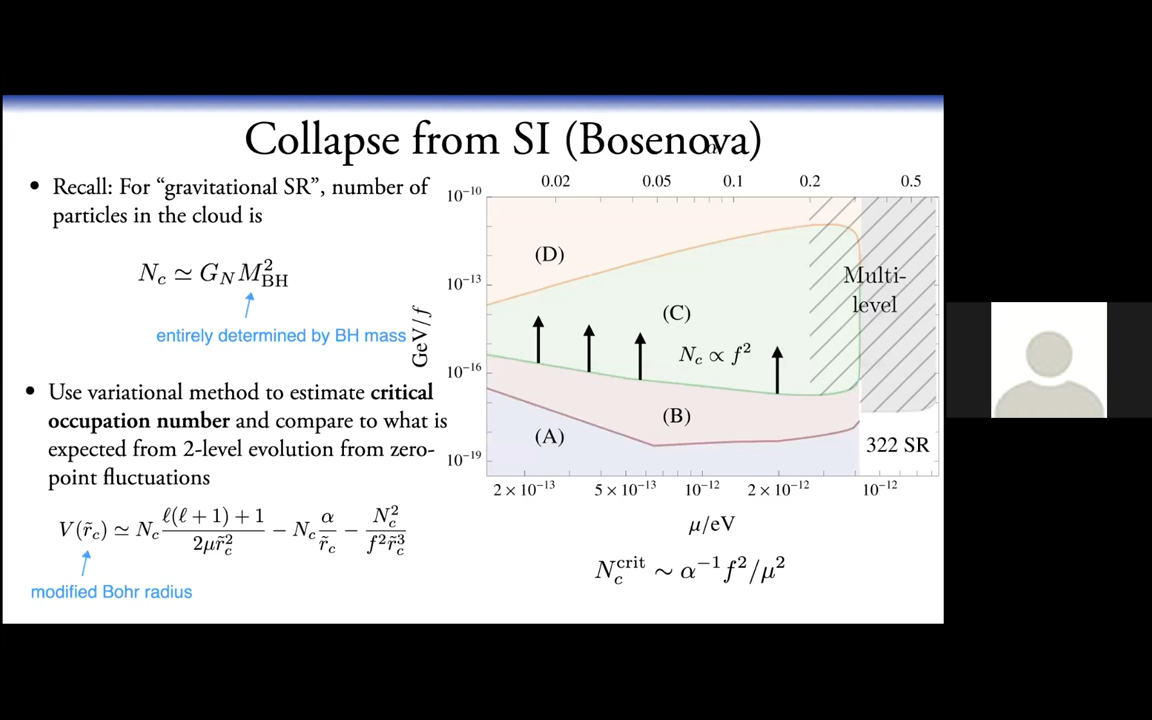 Collapse from SI (Bosenova)
α
• Recall: For “gravitational SR”, number of
particles in the cloud is
N_c ≃ G_N M_BH^2
entirely determined by BH mass
• Use variational method to estimate critical
occupation number and compare to what is
expected from 2-level evolution from zero-
point fluctuations
V(r̃_c) ≃ N_c (ℓ(ℓ + 1) + 1)/(2μr̃_c^2) − N_c α/r̃_c − N_c^2/(f^2 r̃_c^3)
modified Bohr radius
0.02 0.05 0.1 0.2 0.5
10^-10
10^-13
10^-16
10^-19
GeV/f
(D)
(C)
N_c ∝ f^2
(B)
(A)
Multi-
level
322 SR
2 × 10^-13 5 × 10^-13 10^-12 2 × 10^-12 10^-12
μ/eV
N_c^crit ∼ α^-1 f^2/μ^2